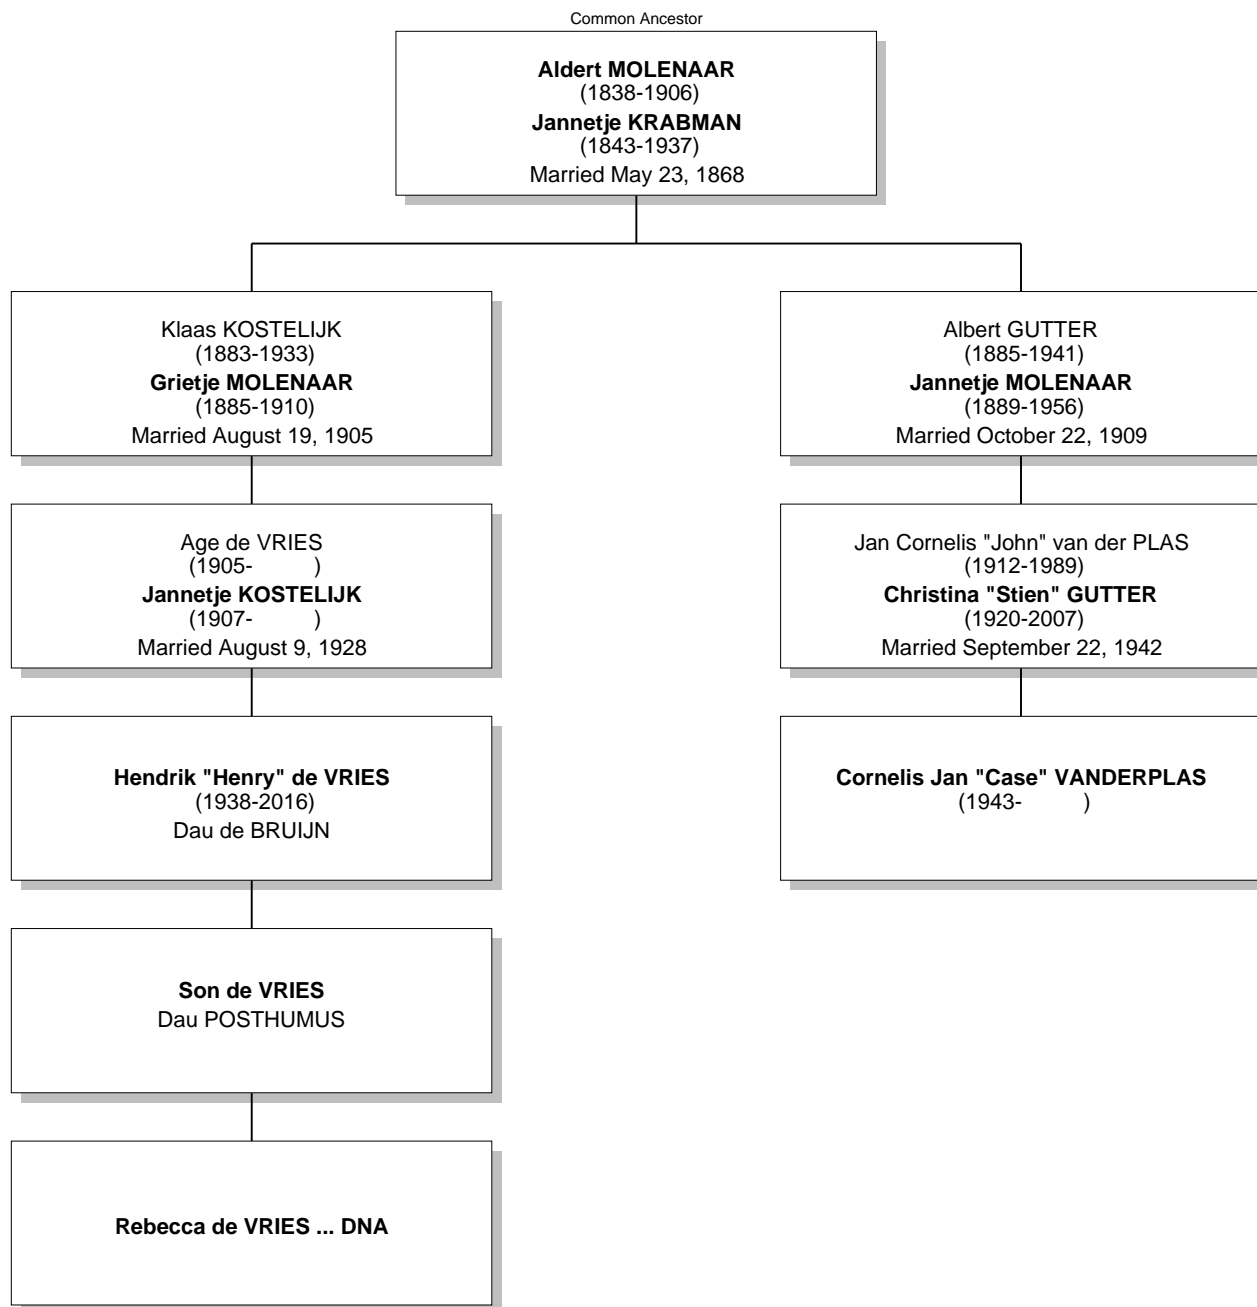 Common Ancestor
Aldert MOLENAAR
(1838-1906)
Jannetje KRABMAN
(1843-1937)
Married May 23, 1868
Klaas KOSTELIJK
(1883-1933)
Grietje MOLENAAR
(1885-1910)
Married August 19, 1905
Albert GUTTER
(1885-1941)
Jannetje MOLENAAR
(1889-1956)
Married October 22, 1909
Age de VRIES
(1905- )
Jannetje KOSTELIJK
(1907- )
Married August 9, 1928
Jan Cornelis "John" van der PLAS
(1912-1989)
Christina "Stien" GUTTER
(1920-2007)
Married September 22, 1942
Hendrik "Henry" de VRIES
(1938-2016)
Dau de BRUIJN
Cornelis Jan "Case" VANDERPLAS
(1943- )
Son de VRIES
Dau POSTHUMUS
Rebecca de VRIES ... DNA